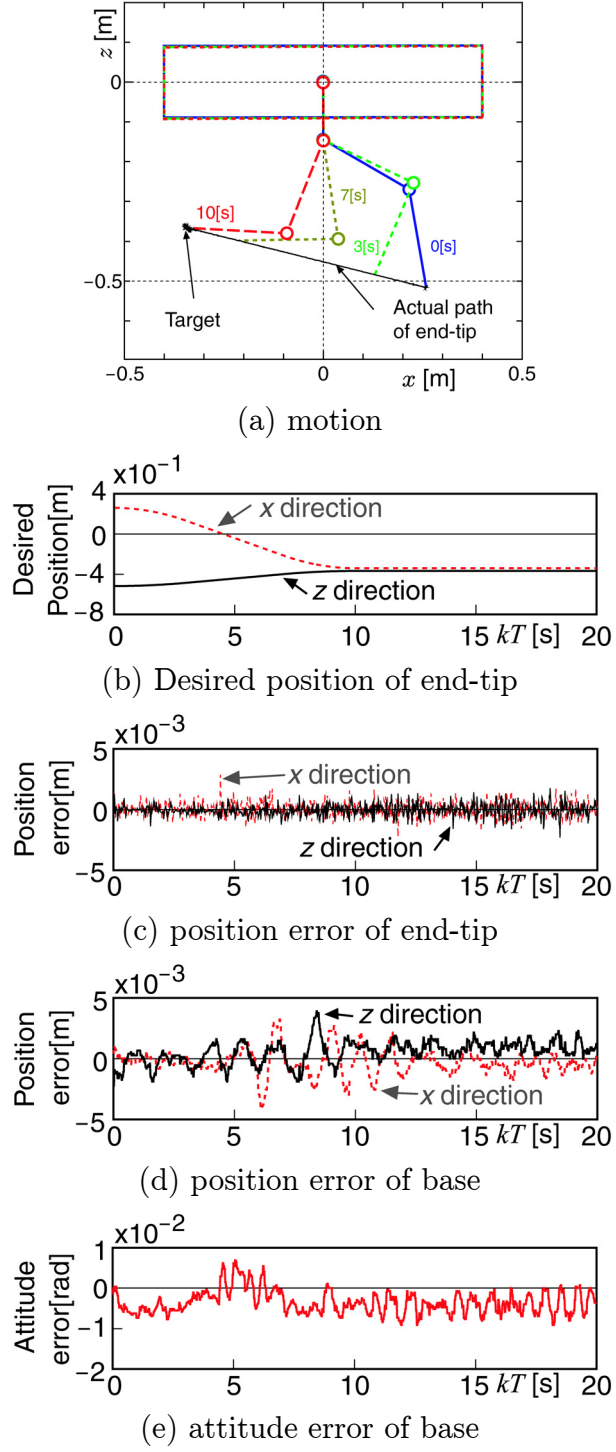 z [m]
0
−0.5
10[s]
7[s]
3[s]
0[s]
Target
Actual path
of end-tip
−0.5
0
0.5
x [m]
(a) motion
x10⁻¹
Desired
Position[m]
4
0
−4
−8
x direction
z direction
0
5
10
15
kT [s]
20
(b) Desired position of end-tip
x10⁻³
Position
error[m]
5
0
−5
x direction
z direction
0
5
10
15
kT [s]
20
(c) position error of end-tip
x10⁻³
Position
error[m]
5
0
−5
z direction
x direction
0
5
10
15
kT [s]
20
(d) position error of base
x10⁻²
Attitude
error[rad]
1
0
−1
−2
0
5
10
15
kT [s]
20
(e) attitude error of base